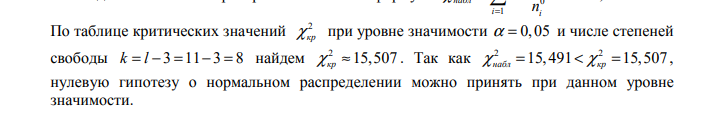 i=1 nᵢ⁰
По таблице критических значений χ²кр при уровне значимости α = 0,05 и числе степеней
свободы k = l − 3 = 11 − 3 = 8 найдем χ²кр ≈ 15,507. Так как χ²набл = 15,491 < χ²кр = 15,507,
нулевую гипотезу о нормальном распределении можно принять при данном уровне
значимости.